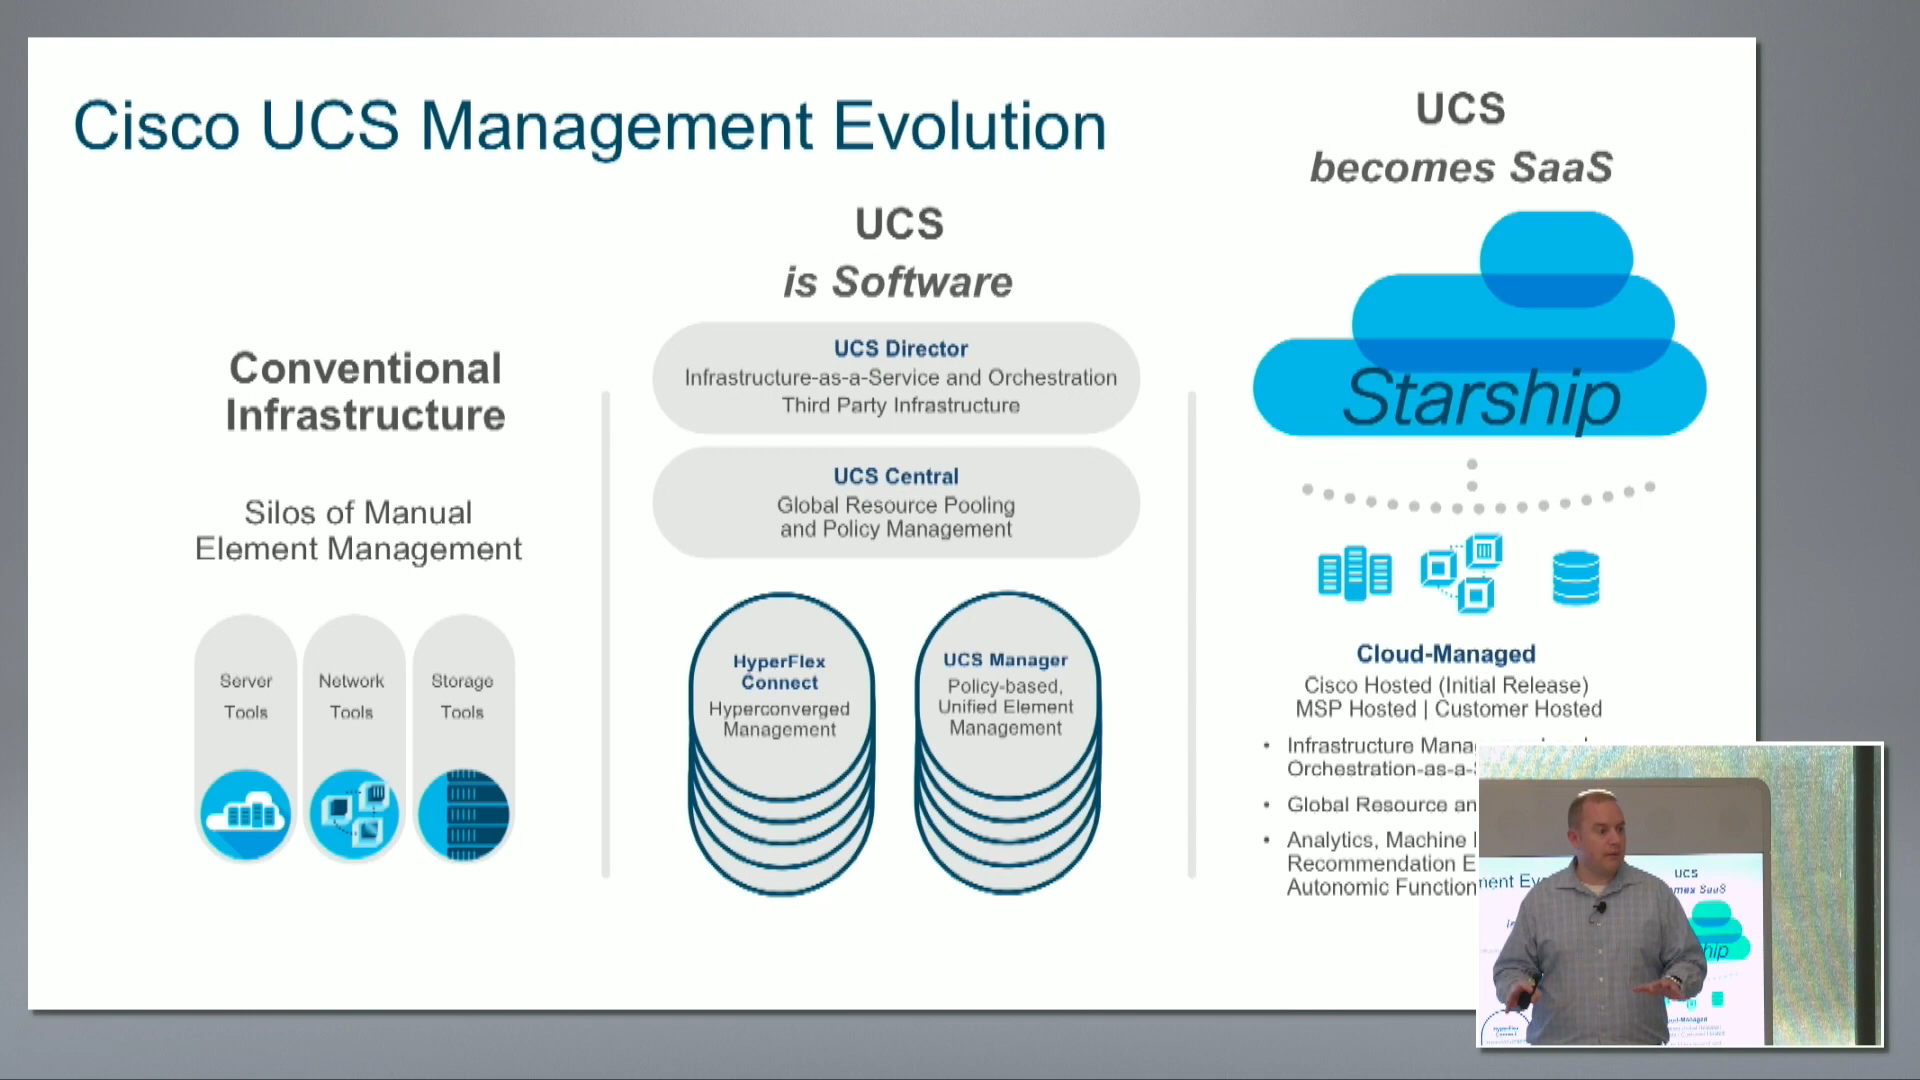 Cisco UCS Management Evolution
Conventional
Infrastructure
Silos of Manual
Element Management
Server
Tools
Network
Tools
Storage
Tools
UCS
is Software
UCS Director
Infrastructure-as-a-Service and Orchestration
Third Party Infrastructure
UCS Central
Global Resource Pooling
and Policy Management
HyperFlex
Connect
Hyperconverged
Management
UCS Manager
Policy-based,
Unified Element
Management
UCS
becomes SaaS
Starship
Cloud-Managed
Cisco Hosted (Initial Release)
MSP Hosted | Customer Hosted
• Infrastructure
Orchestration-as-a-
• Global Resource
• Analytics, Machine
Recommendation
Autonomic Function
UCS